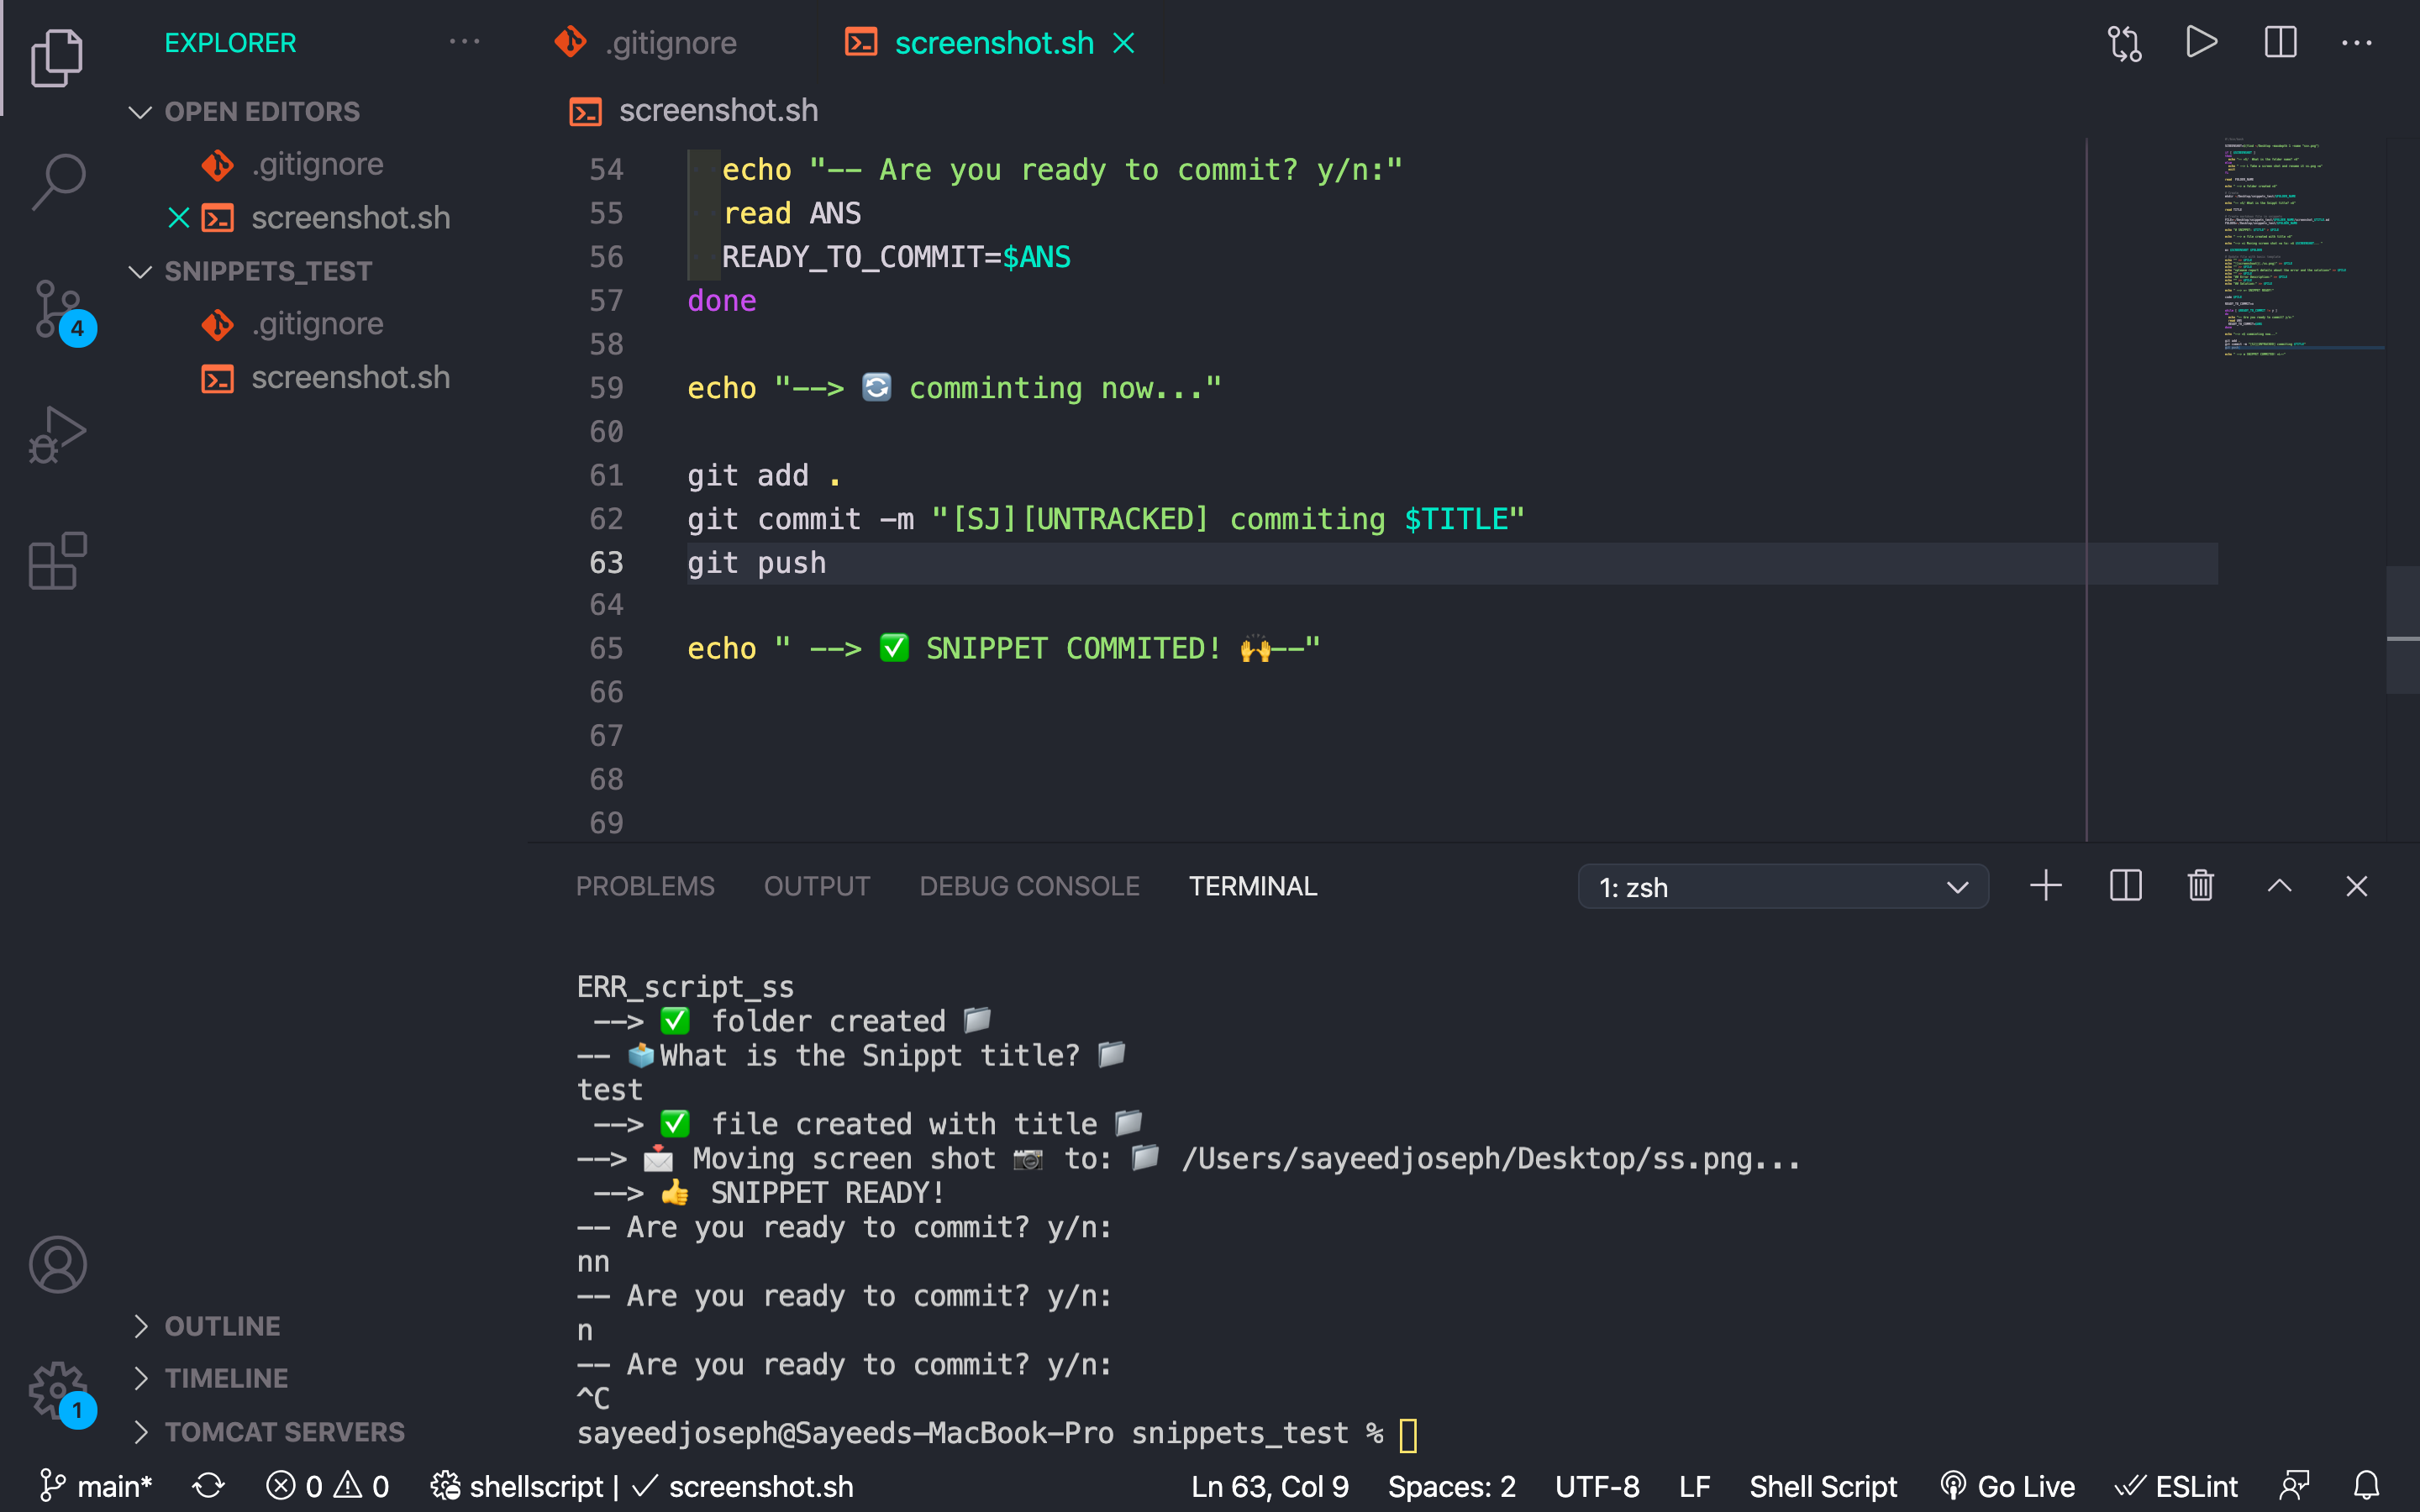 EXPLORER
.gitignore
screenshot.sh
OPEN EDITORS
.gitignore
screenshot.sh
SNIPPETS_TEST
.gitignore
screenshot.sh
4
OUTLINE
TIMELINE
TOMCAT SERVERS
1
screenshot.sh
54 echo "-- Are you ready to commit? y/n:"
55 read ANS
56 READY_TO_COMMIT=$ANS
57 done
58
59 echo "--> 🔄 comminting now..."
60
61 git add .
62 git commit -m "[SJ][UNTRACKED] commiting $TITLE"
63 git push
64
65 echo " --> ✅ SNIPPET COMMITED! 🙌--"
66
67
68
69
PROBLEMS OUTPUT DEBUG CONSOLE TERMINAL 1: zsh
ERR_script_ss
--> ✅ folder created 📁
-- 🗳What is the Snippt title? 📁
test
--> ✅ file created with title 📁
--> 📩 Moving screen shot 📷 to: 📁 /Users/sayeedjoseph/Desktop/ss.png...
--> 👍 SNIPPET READY!
-- Are you ready to commit? y/n:
nn
-- Are you ready to commit? y/n:
n
-- Are you ready to commit? y/n:
^C
sayeedjoseph@Sayeeds-MacBook-Pro snippets_test %
main* 0 0 shellscript | ✓ screenshot.sh Ln 63, Col 9 Spaces: 2 UTF-8 LF Shell Script Go Live ESLint